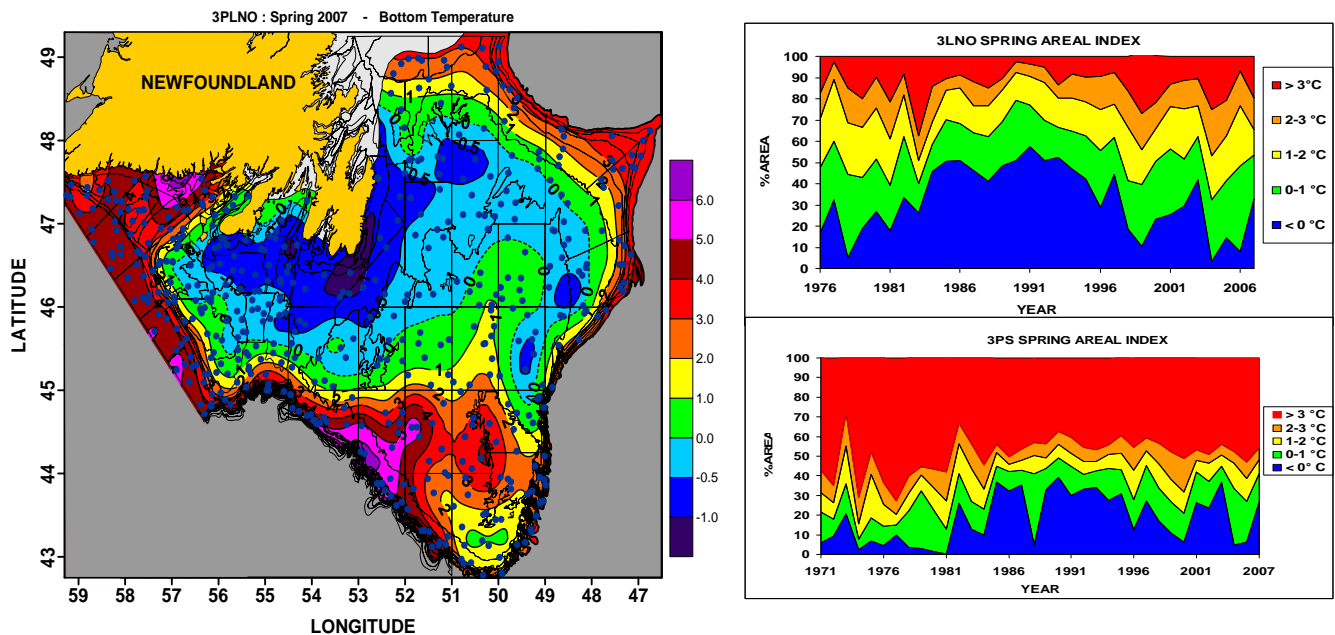 3PLNO : Spring 2007 - Bottom Temperature
NEWFOUNDLAND
LATITUDE
49
48
47
46
45
44
43
59 58 57 56 55 54 53 52 51 50 49 48 47
LONGITUDE
6.0
5.0
4.0
3.0
2.0
1.0
0.0
-0.5
-1.0
3LNO SPRING AREAL INDEX
%AREA
100
90
80
70
60
50
40
30
20
10
0
1976 1981 1986 1991 1996 2001 2006
YEAR
> 3°C
2-3 °C
1-2 °C
0-1 °C
< 0 °C
3PS SPRING AREAL INDEX
%AREA
100
90
80
70
60
50
40
30
20
10
0
1971 1976 1981 1986 1991 1996 2001 2007
YEAR
> 3 °C
2-3 °C
1-2 °C
0-1 °C
< 0° C